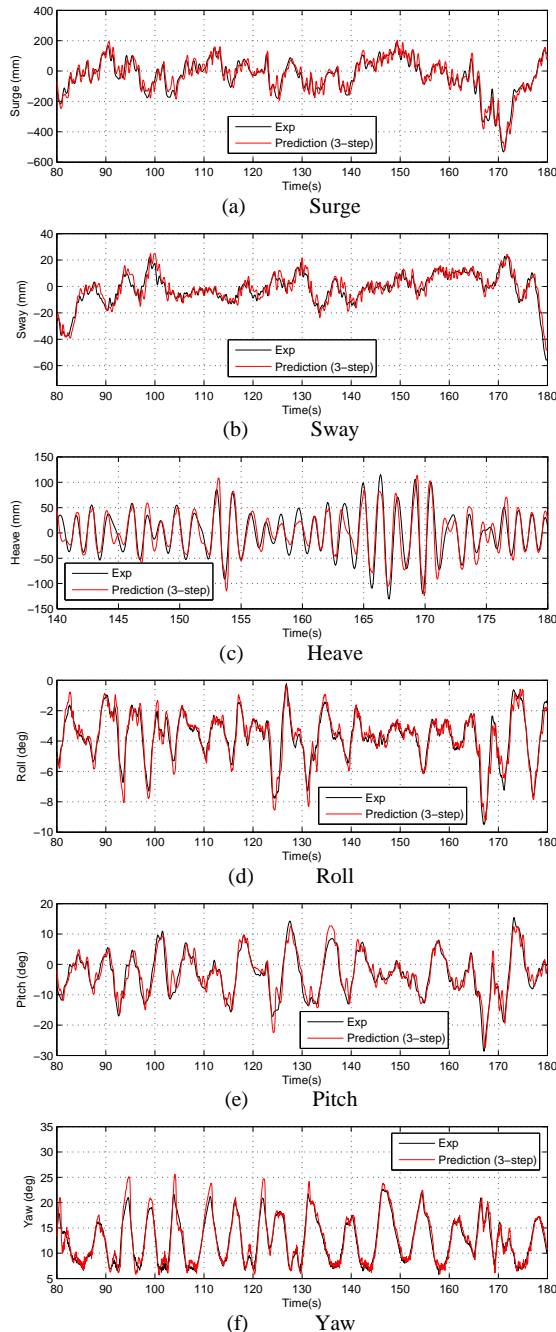 400
200
0
-200
-400
-600
Surge (mm)
Exp
Prediction (3-step)
80 90 100 110 120 130 140 150 160 170 180
Time(s)
(a) Surge
40
20
0
-20
-40
-60
Sway (mm)
Exp
Prediction (3-step)
80 90 100 110 120 130 140 150 160 170 180
Time(s)
(b) Sway
150
100
50
0
-50
-100
-150
Heave (mm)
Exp
Prediction (3-step)
140 145 150 155 160 165 170 175 180
Time(s)
(c) Heave
0
-2
-4
-6
-8
-10
Roll (deg)
Exp
Prediction (3-step)
80 90 100 110 120 130 140 150 160 170 180
Time(s)
(d) Roll
20
10
0
-10
-20
-30
Pitch (deg)
Exp
Prediction (3-step)
80 90 100 110 120 130 140 150 160 170 180
Time(s)
(e) Pitch
35
30
25
20
15
10
5
Yaw (deg)
Exp
Prediction (3-step)
80 90 100 110 120 130 140 150 160 170 180
Time(s)
(f) Yaw